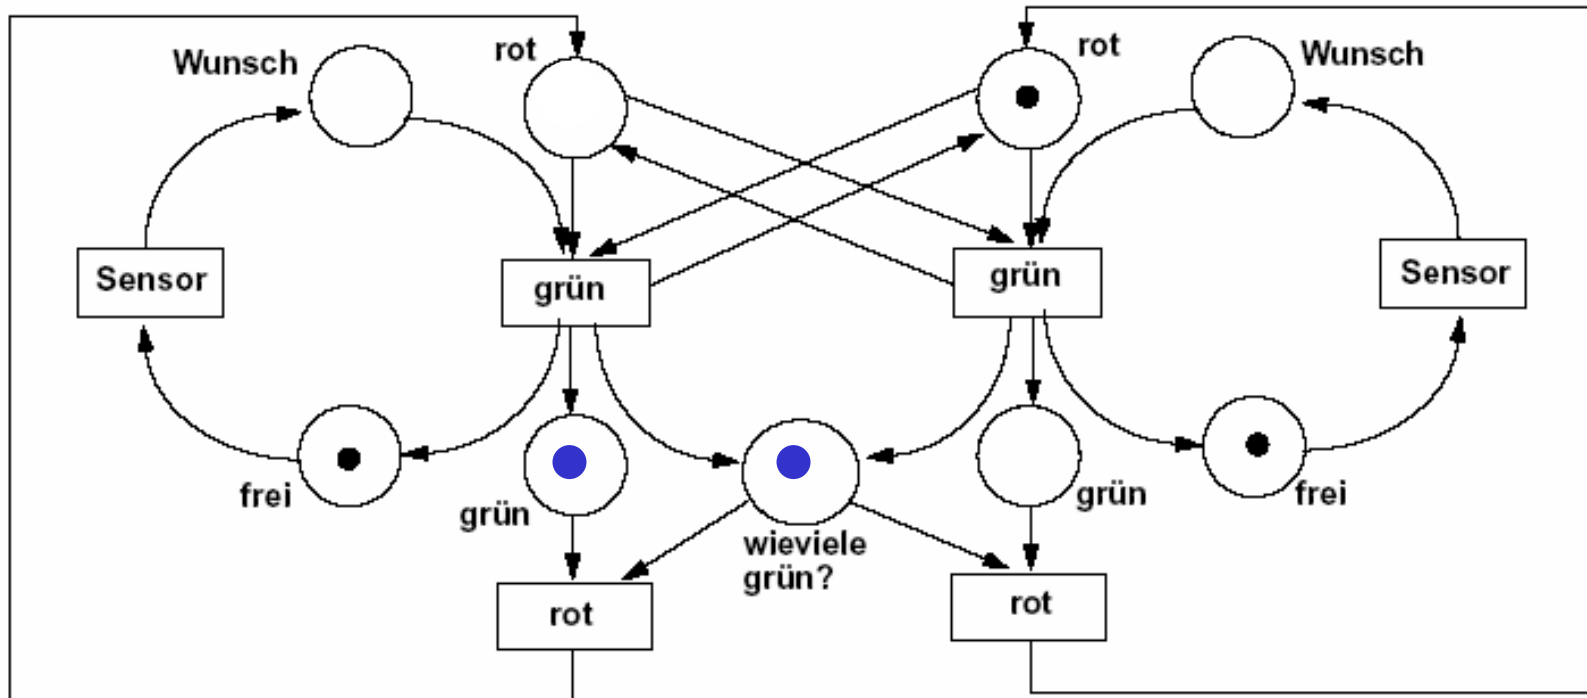 Wunsch
rot
rot
Wunsch
Sensor
grün
grün
Sensor
frei
grün
wieviele
grün?
grün
frei
rot
rot